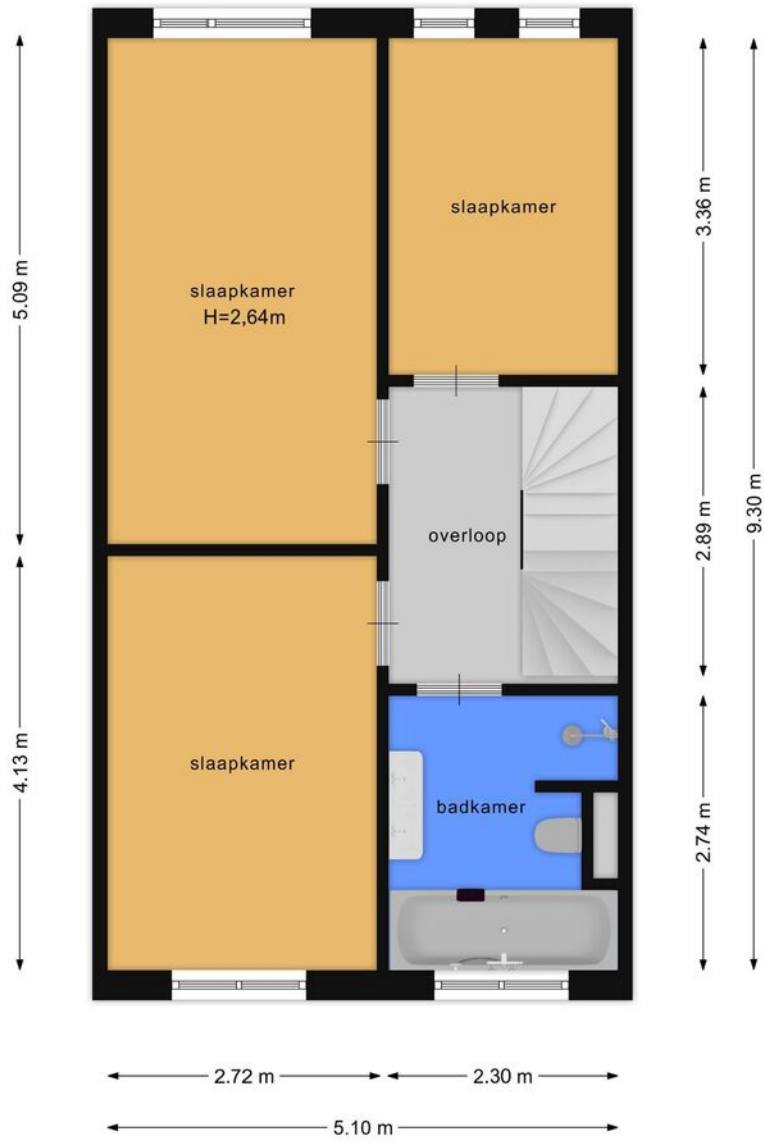 slaapkamer
3.36 m
5.09 m
slaapkamer
H=2,64m
9.30 m
2.89 m
overloop
4.13 m
slaapkamer
badkamer
2.74 m
2.72 m
2.30 m
5.10 m